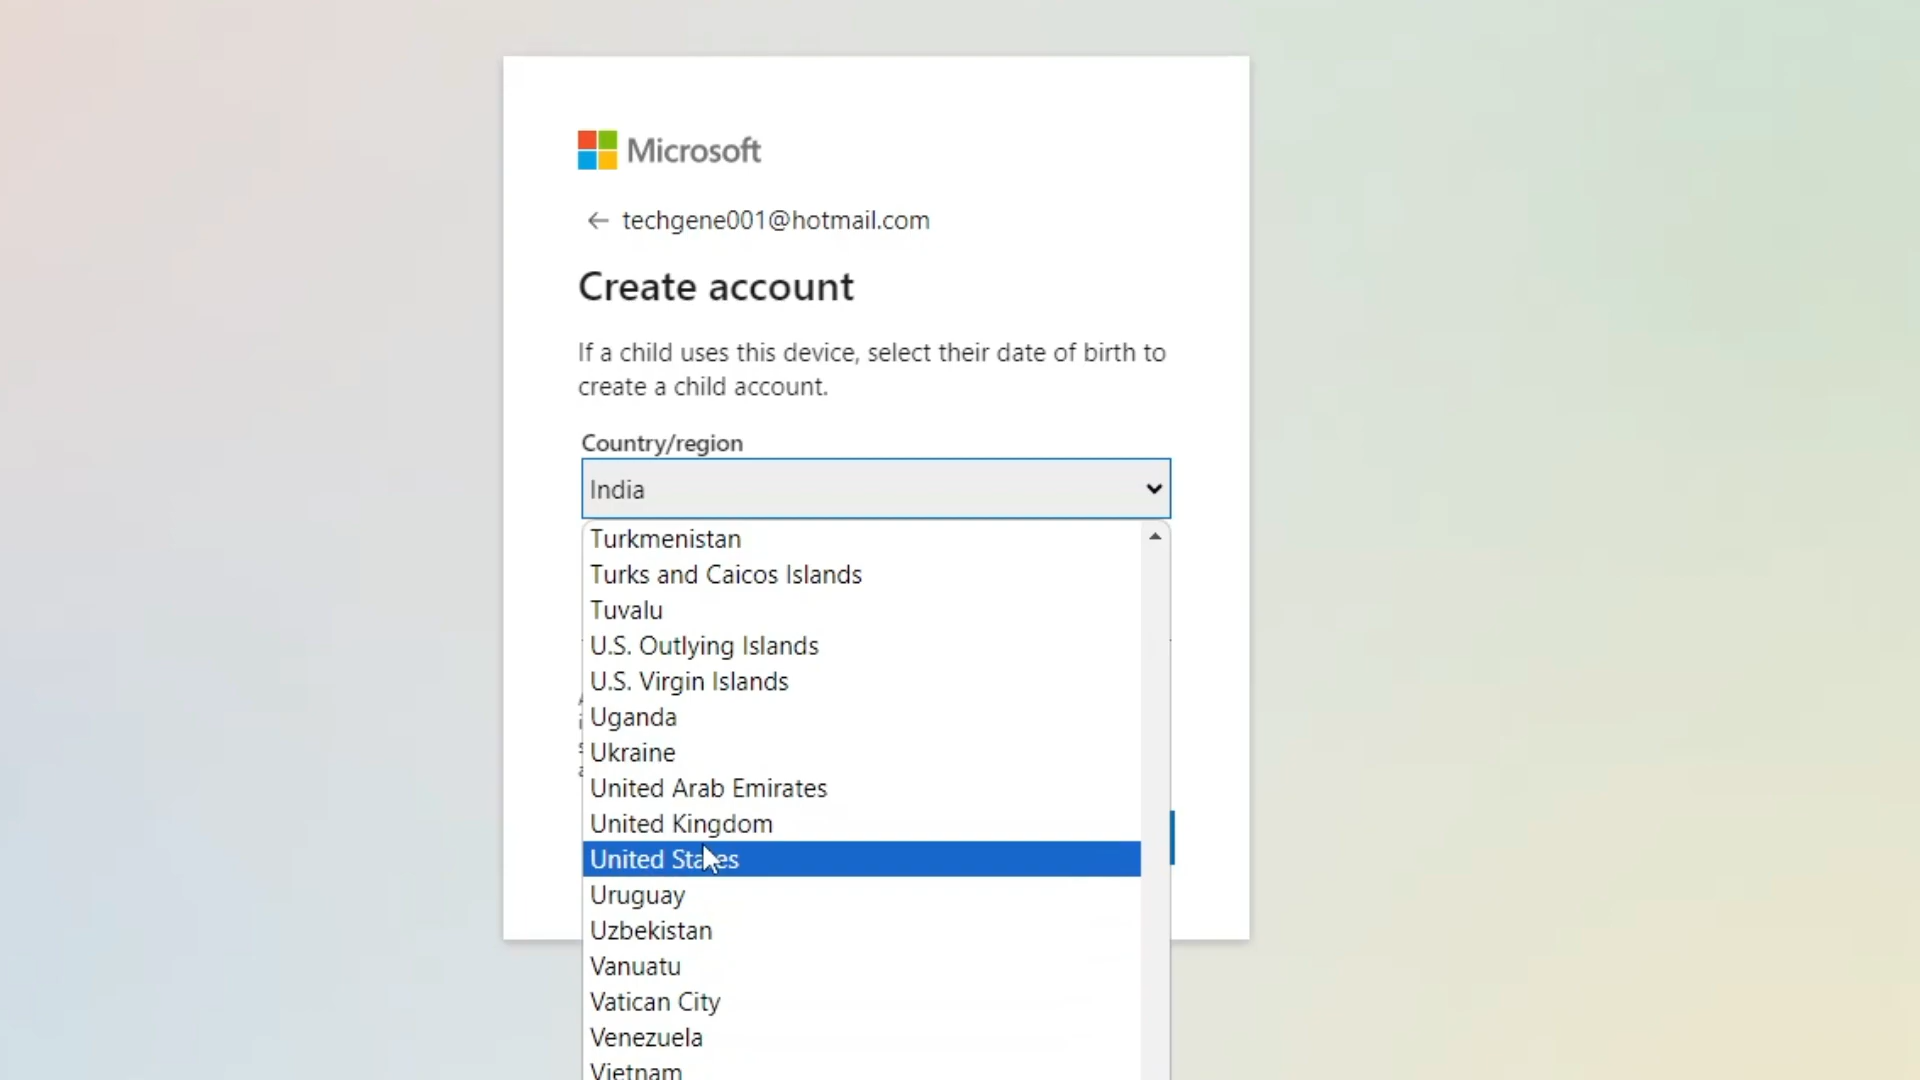 Microsoft
techgene001@hotmail.com
Create account
If a child uses this device, select their date of birth to
create a child account.
Country/region
India
Turkmenistan
Turks and Caicos Islands
Tuvalu
U.S. Outlying Islands
U.S. Virgin Islands
Uganda
Ukraine
United Arab Emirates
United Kingdom
United States
Uruguay
Uzbekistan
Vanuatu
Vatican City
Venezuela
Vietnam